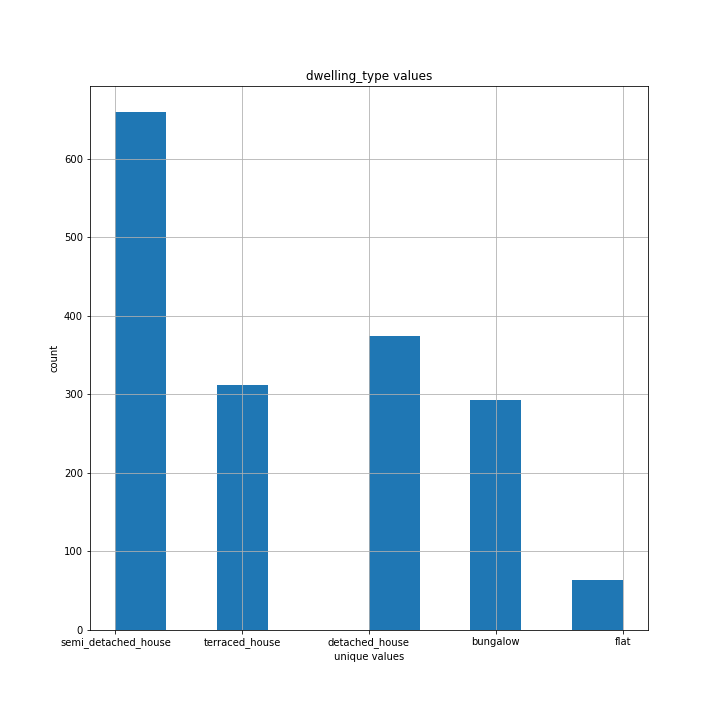 dwelling_type values
600
500
400
300
200
100
0
count
semi_detached_house terraced_house detached_house bungalow flat
unique values